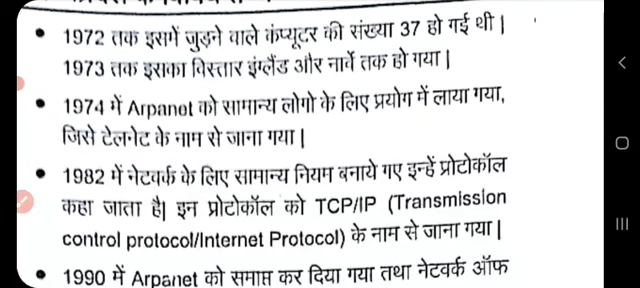 1972 तक इसमें जुड़ने वाले कंप्यूटर की संख्या 37 हो गई थी |
1973 तक इसका विस्तार इंग्लैंड और नार्वे तक हो गया |
1974 में Arpanet को सामान्य लोगो के लिए प्रयोग में लाया गया,
जिसे टेलनेट के नाम से जाना गया |
1982 में नेटवर्क के लिए सामान्य नियम बनाये गए इन्हें प्रोटोकॉल
कहा जाता है| इन प्रोटोकॉल को TCP/IP (Transmission
control protocol/Internet Protocol) के नाम से जाना गया |
1990 में Arpanet को समाप्त कर दिया गया तथा नेटवर्क ऑफ